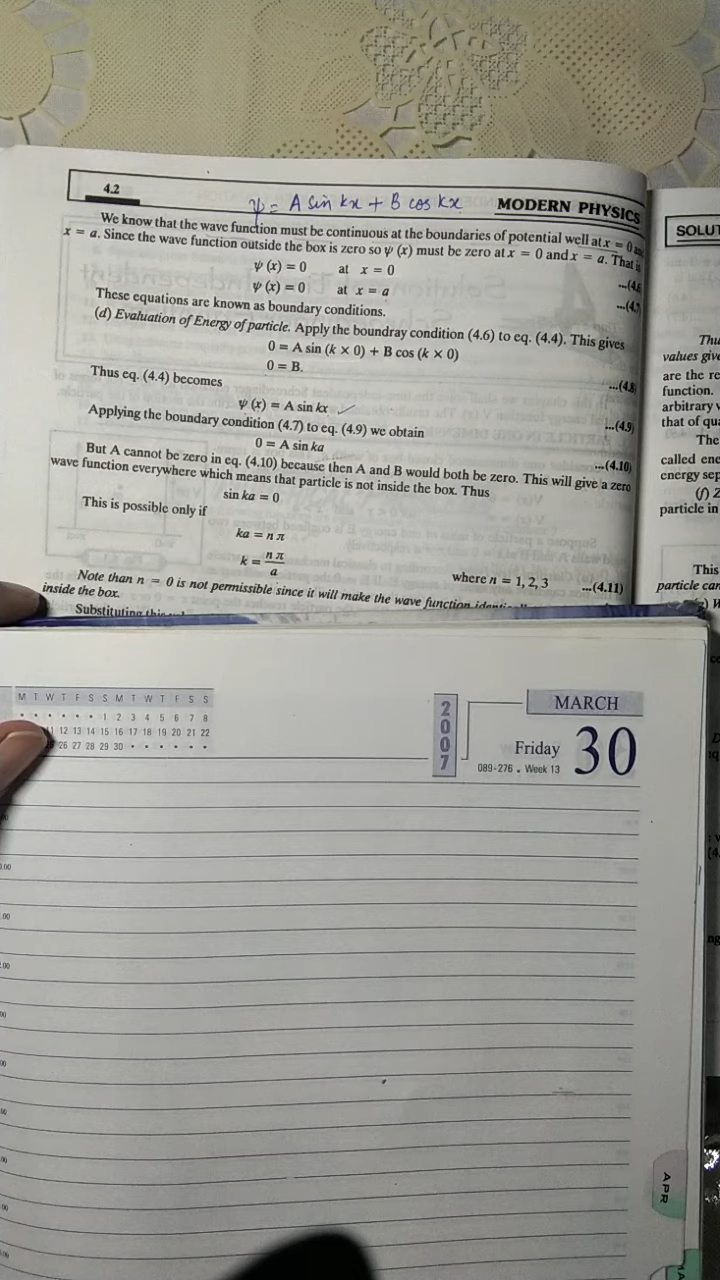 4.2
ψ = A sin kx + B cos kx
MODERN PHYSICS
We know that the wave function must be continuous at the boundaries of potential well at x = 0
x = a. Since the wave function outside the box is zero so ψ (x) must be zero at x = 0 and x = a. That is
ψ (x) = 0 at x = 0
ψ (x) = 0 at x = a
These equations are known as boundary conditions.
(d) Evaluation of Energy of particle. Apply the boundray condition (4.6) to eq. (4.4). This gives
0 = A sin (k × 0) + B cos (k × 0)
0 = B. ...(4.8
Thus eq. (4.4) becomes
ψ (x) = A sin kx ✓ ...(4.9)
Applying the boundary condition (4.7) to eq. (4.9) we obtain
0 = A sin ka ...(4.10)
But A cannot be zero in eq. (4.10) because then A and B would both be zero. This will give a zero
wave function everywhere which means that particle is not inside the box. Thus
sin ka = 0
This is possible only if
ka = n π
k = nπ/a where n = 1, 2, 3 ...(4.11)
Note than n = 0 is not permissible since it will make the wave function
inside the box.
Substituting
SOLUT
Thu
values give
are the re
function.
arbitrary v
that of qua
The
called ene
energy sep
(f) Z
particle in
This
particle can
M T W T F S S M T W T F S S
• • • • • • 1 2 3 4 5 6 7 8
12 13 14 15 16 17 18 19 20 21 22
26 27 28 29 30 • • • • • •
2007
MARCH
Friday 30
089-276 • Week 13
APR